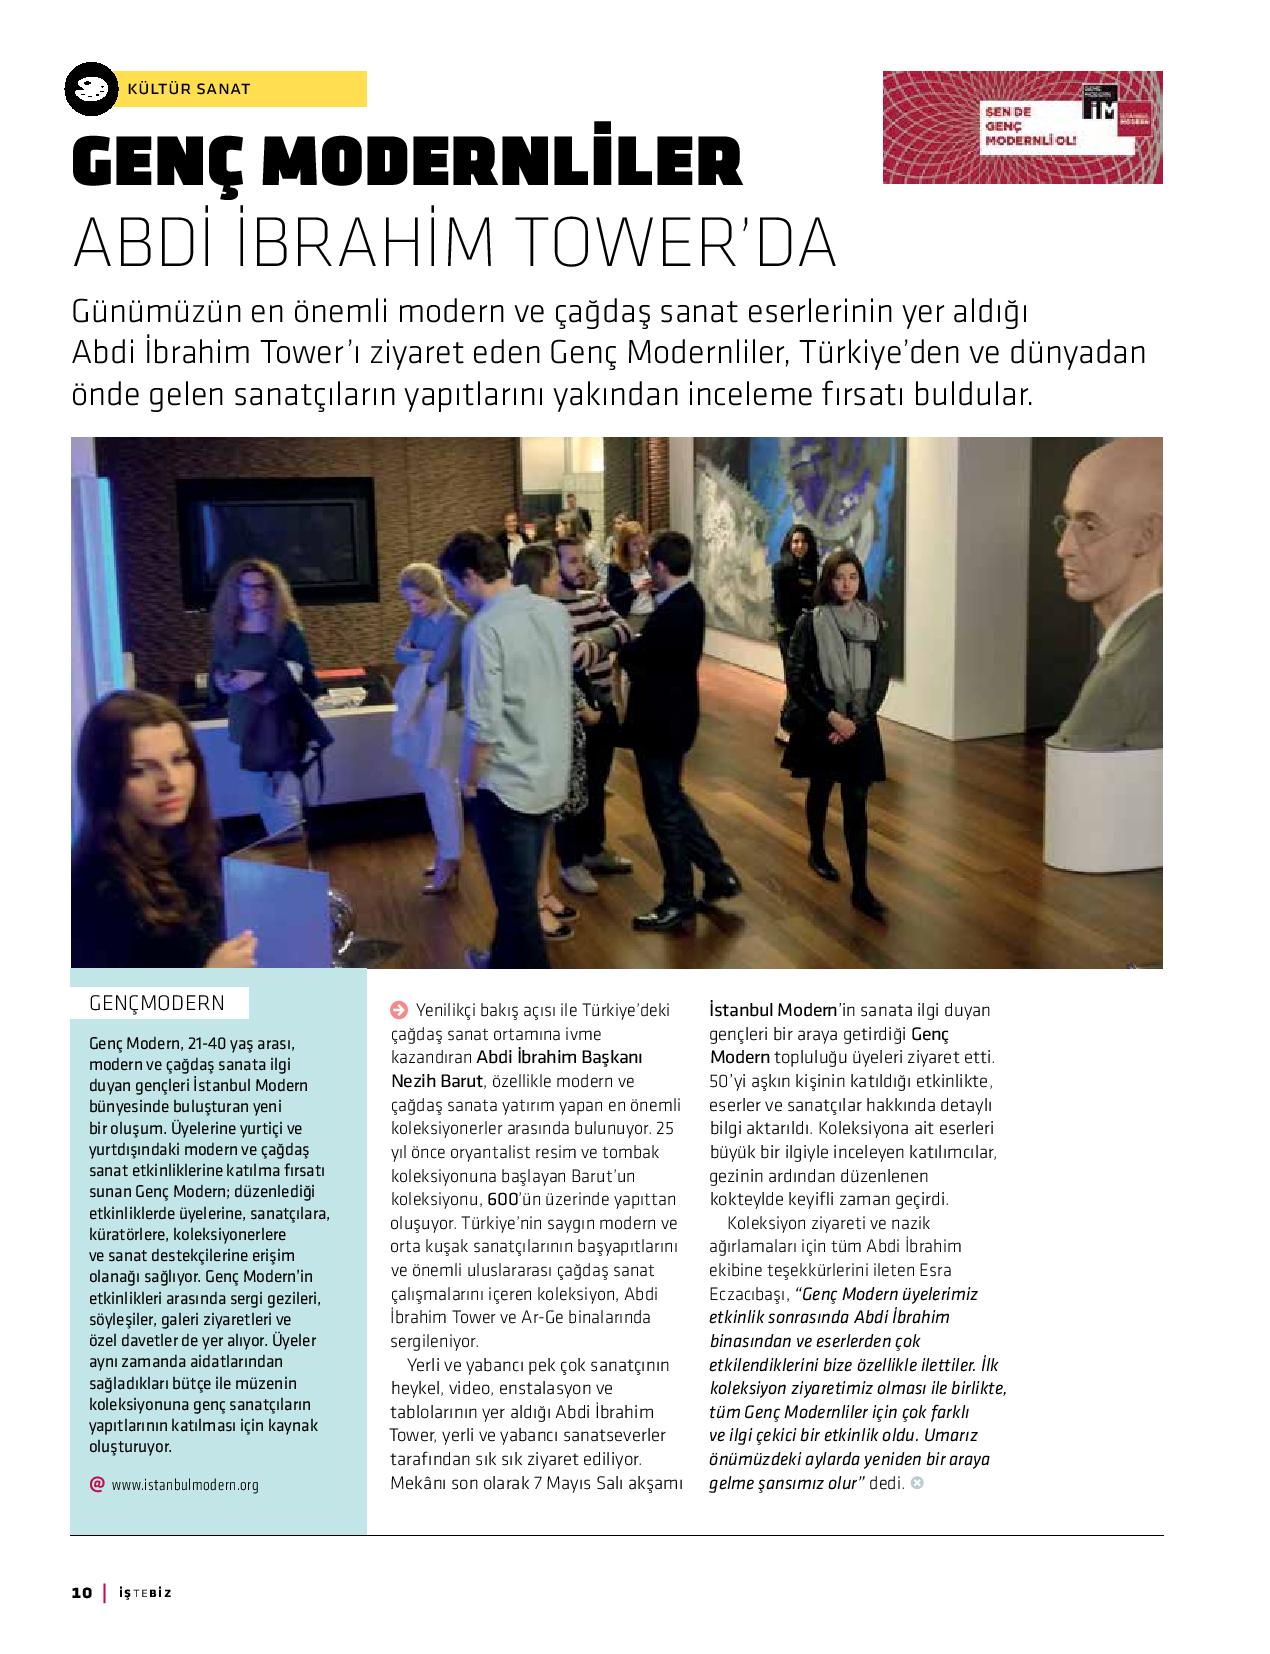 KÜLTÜR SANAT
SEN DE
GENÇ
MODERNLİ OL!
GENÇ
MODERN
İM
İSTANBUL
MODERN
GENÇ MODERNLİLER
ABDİ İBRAHİM TOWER’DA
Günümüzün en önemli modern ve çağdaş sanat eserlerinin yer aldığı
Abdi İbrahim Tower’ı ziyaret eden Genç Modernliler, Türkiye’den ve dünyadan
önde gelen sanatçıların yapıtlarını yakından inceleme fırsatı buldular.
GENÇMODERN
Genç Modern, 21-40 yaş arası,
modern ve çağdaş sanata ilgi
duyan gençleri İstanbul Modern
bünyesinde buluşturan yeni
bir oluşum. Üyelerine yurtiçi ve
yurtdışındaki modern ve çağdaş
sanat etkinliklerine katılma fırsatı
sunan Genç Modern; düzenlediği
etkinliklerde üyelerine, sanatçılara,
küratörlere, koleksiyonerlere
ve sanat destekçilerine erişim
olanağı sağlıyor. Genç Modern’in
etkinlikleri arasında sergi gezileri,
söyleşiler, galeri ziyaretleri ve
özel davetler de yer alıyor. Üyeler
aynı zamanda aidatlarından
sağladıkları bütçe ile müzenin
koleksiyonuna genç sanatçıların
yapıtlarının katılması için kaynak
oluşturuyor.
@ www.istanbulmodern.org
Yenilikçi bakış açısı ile Türkiye’deki
çağdaş sanat ortamına ivme
kazandıran Abdi İbrahim Başkanı
Nezih Barut, özellikle modern ve
çağdaş sanata yatırım yapan en önemli
koleksiyonerler arasında bulunuyor. 25
yıl önce oryantalist resim ve tombak
koleksiyonuna başlayan Barut’un
koleksiyonu, 600’ün üzerinde yapıttan
oluşuyor. Türkiye’nin saygın modern ve
orta kuşak sanatçılarının başyapıtlarını
ve önemli uluslararası çağdaş sanat
çalışmalarını içeren koleksiyon, Abdi
İbrahim Tower ve Ar-Ge binalarında
sergileniyor.
Yerli ve yabancı pek çok sanatçının
heykel, video, enstalasyon ve
tablolarının yer aldığı Abdi İbrahim
Tower, yerli ve yabancı sanatseverler
tarafından sık sık ziyaret ediliyor.
Mekânı son olarak 7 Mayıs Salı akşamı
İstanbul Modern’in sanata ilgi duyan
gençleri bir araya getirdiği Genç
Modern topluluğu üyeleri ziyaret etti.
50’yi aşkın kişinin katıldığı etkinlikte,
eserler ve sanatçılar hakkında detaylı
bilgi aktarıldı. Koleksiyona ait eserleri
büyük bir ilgiyle inceleyen katılımcılar,
gezinin ardından düzenlenen
kokteylde keyifli zaman geçirdi.
Koleksiyon ziyareti ve nazik
ağırlamaları için tüm Abdi İbrahim
ekibine teşekkürlerini ileten Esra
Eczacıbaşı, “Genç Modern üyelerimiz
etkinlik sonrasında Abdi İbrahim
binasından ve eserlerden çok
etkilendiklerini bize özellikle ilettiler. İlk
koleksiyon ziyaretimiz olması ile birlikte,
tüm Genç Modernliler için çok farklı
ve ilgi çekici bir etkinlik oldu. Umarız
önümüzdeki aylarda yeniden bir araya
gelme şansımız olur” dedi.
10 | İŞTEBİZ